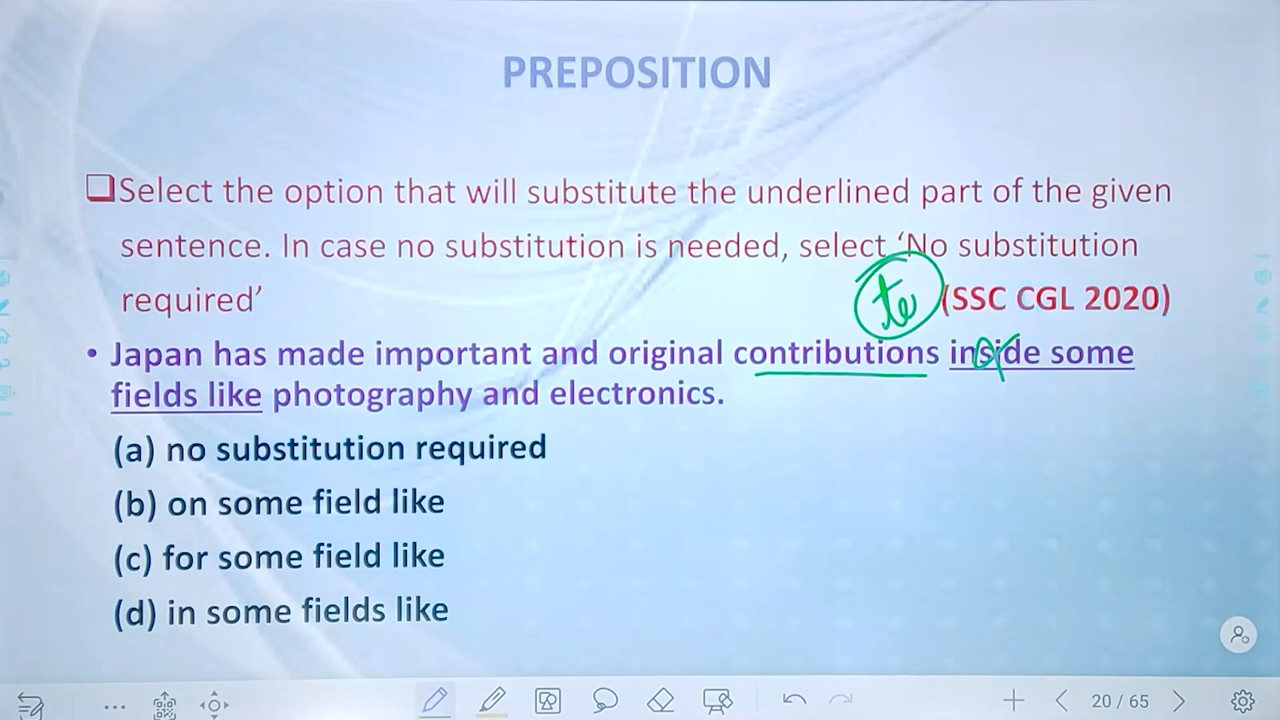 PREPOSITION
Select the option that will substitute the underlined part of the given
sentence. In case no substitution is needed, select ‘No substitution
required’
to (SSC CGL 2020)
• Japan has made important and original contributions inside some
fields like photography and electronics.
(a) no substitution required
(b) on some field like
(c) for some field like
(d) in some fields like
20 / 65